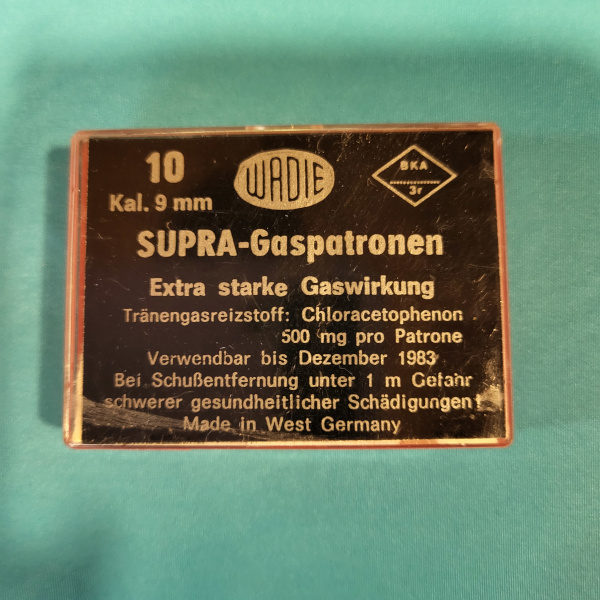 10
Kal. 9 mm
WADIE
BKA
3r
SUPRA-Gaspatronen
Extra starke Gaswirkung
Tränengasreizstoff: Chloracetophenon
500 mg pro Patrone
Verwendbar bis Dezember 1983
Bei Schußentfernung unter 1 m Gefahr
schwerer gesundheitlicher Schädigungen!
Made in West Germany